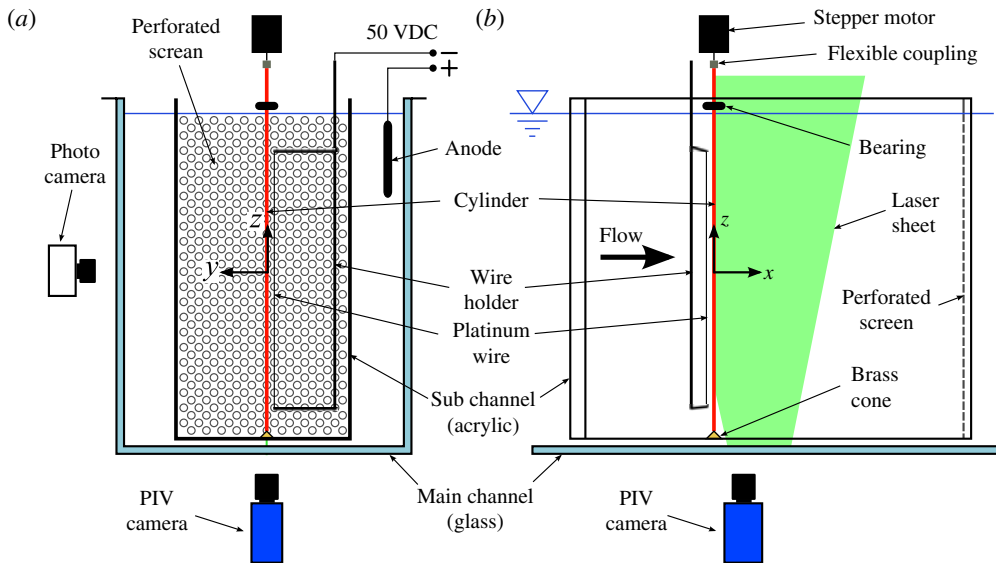 (a)
Perforated
screan
50 VDC
−
+
Photo
camera
Anode
Cylinder
z
y
Wire
holder
Platinum
wire
Sub channel
(acrylic)
Main channel
(glass)
PIV
camera
(b)
Stepper motor
Flexible coupling
Bearing
Laser
sheet
Flow
z
x
Perforated
screen
Brass
cone
PIV
camera